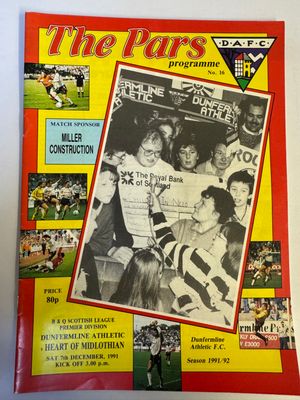 The Pars
programme
No. 16
D.A.F.C.
MATCH SPONSOR
MILLER
CONSTRUCTION
DUNFERMLINE
ATHLETIC
The Royal Bank
of Scotland
PRICE
80p
B & Q SCOTTISH LEAGUE
PREMIER DIVISION
DUNFERMLINE ATHLETIC
v HEART OF MIDLOTHIAN
SAT 7th DECEMBER, 1991
KICK OFF 3.00 p.m.
Dunfermline
Athletic F.C.
Season 1991/92